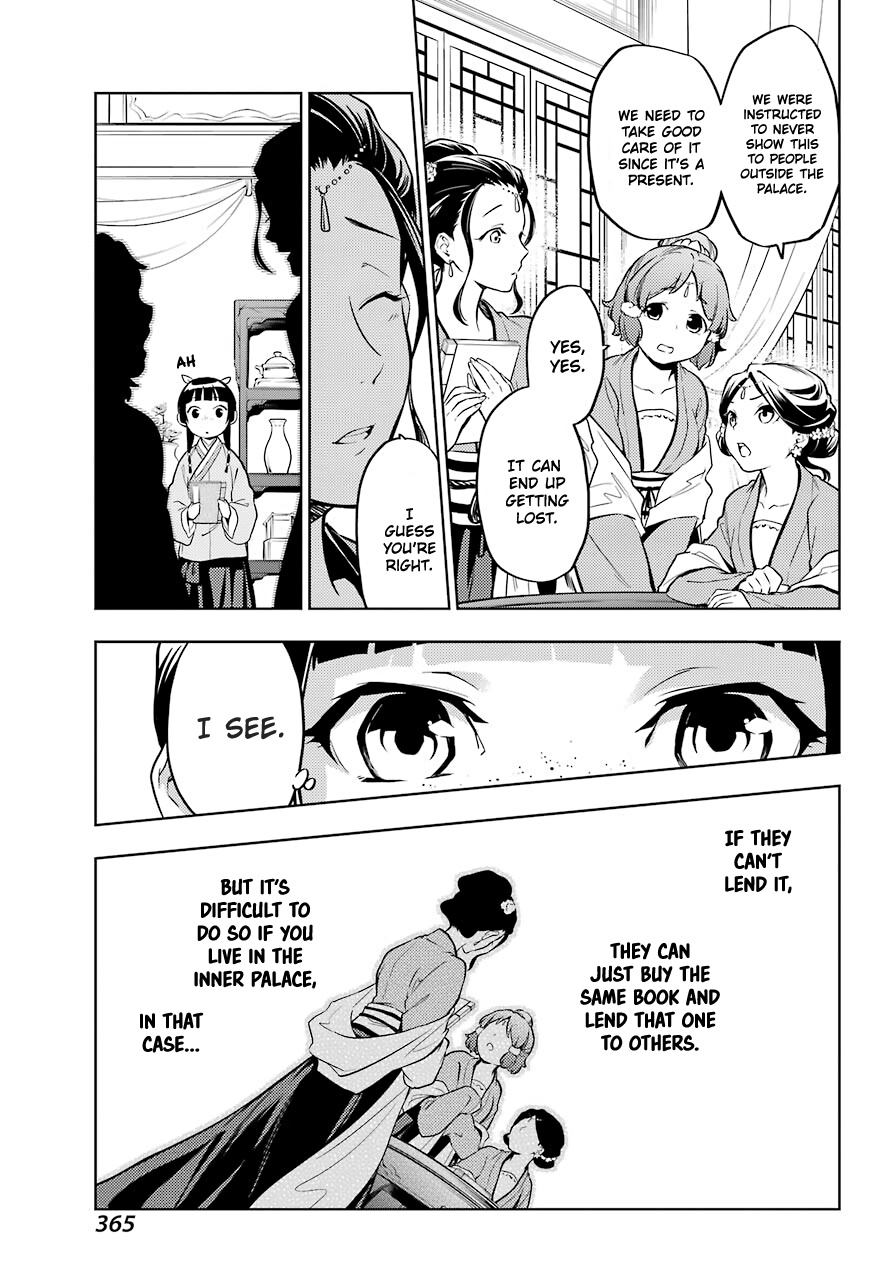 WE WERE
INSTRUCTED
TO NEVER
SHOW THIS
TO PEOPLE
OUTSIDE THE
PALACE.
WE NEED TO
TAKE GOOD
CARE OF IT
SINCE IT'S A
PRESENT.
YES,
YES.
IT CAN
END UP
GETTING
LOST.
I
GUESS
YOU'RE
RIGHT.
AH
I SEE.
IF THEY
CAN'T
LEND IT,
THEY CAN
JUST BUY THE
SAME BOOK AND
LEND THAT ONE
TO OTHERS.
BUT IT'S
DIFFICULT TO
DO SO IF YOU
LIVE IN THE
INNER PALACE,
IN THAT
CASE...
365